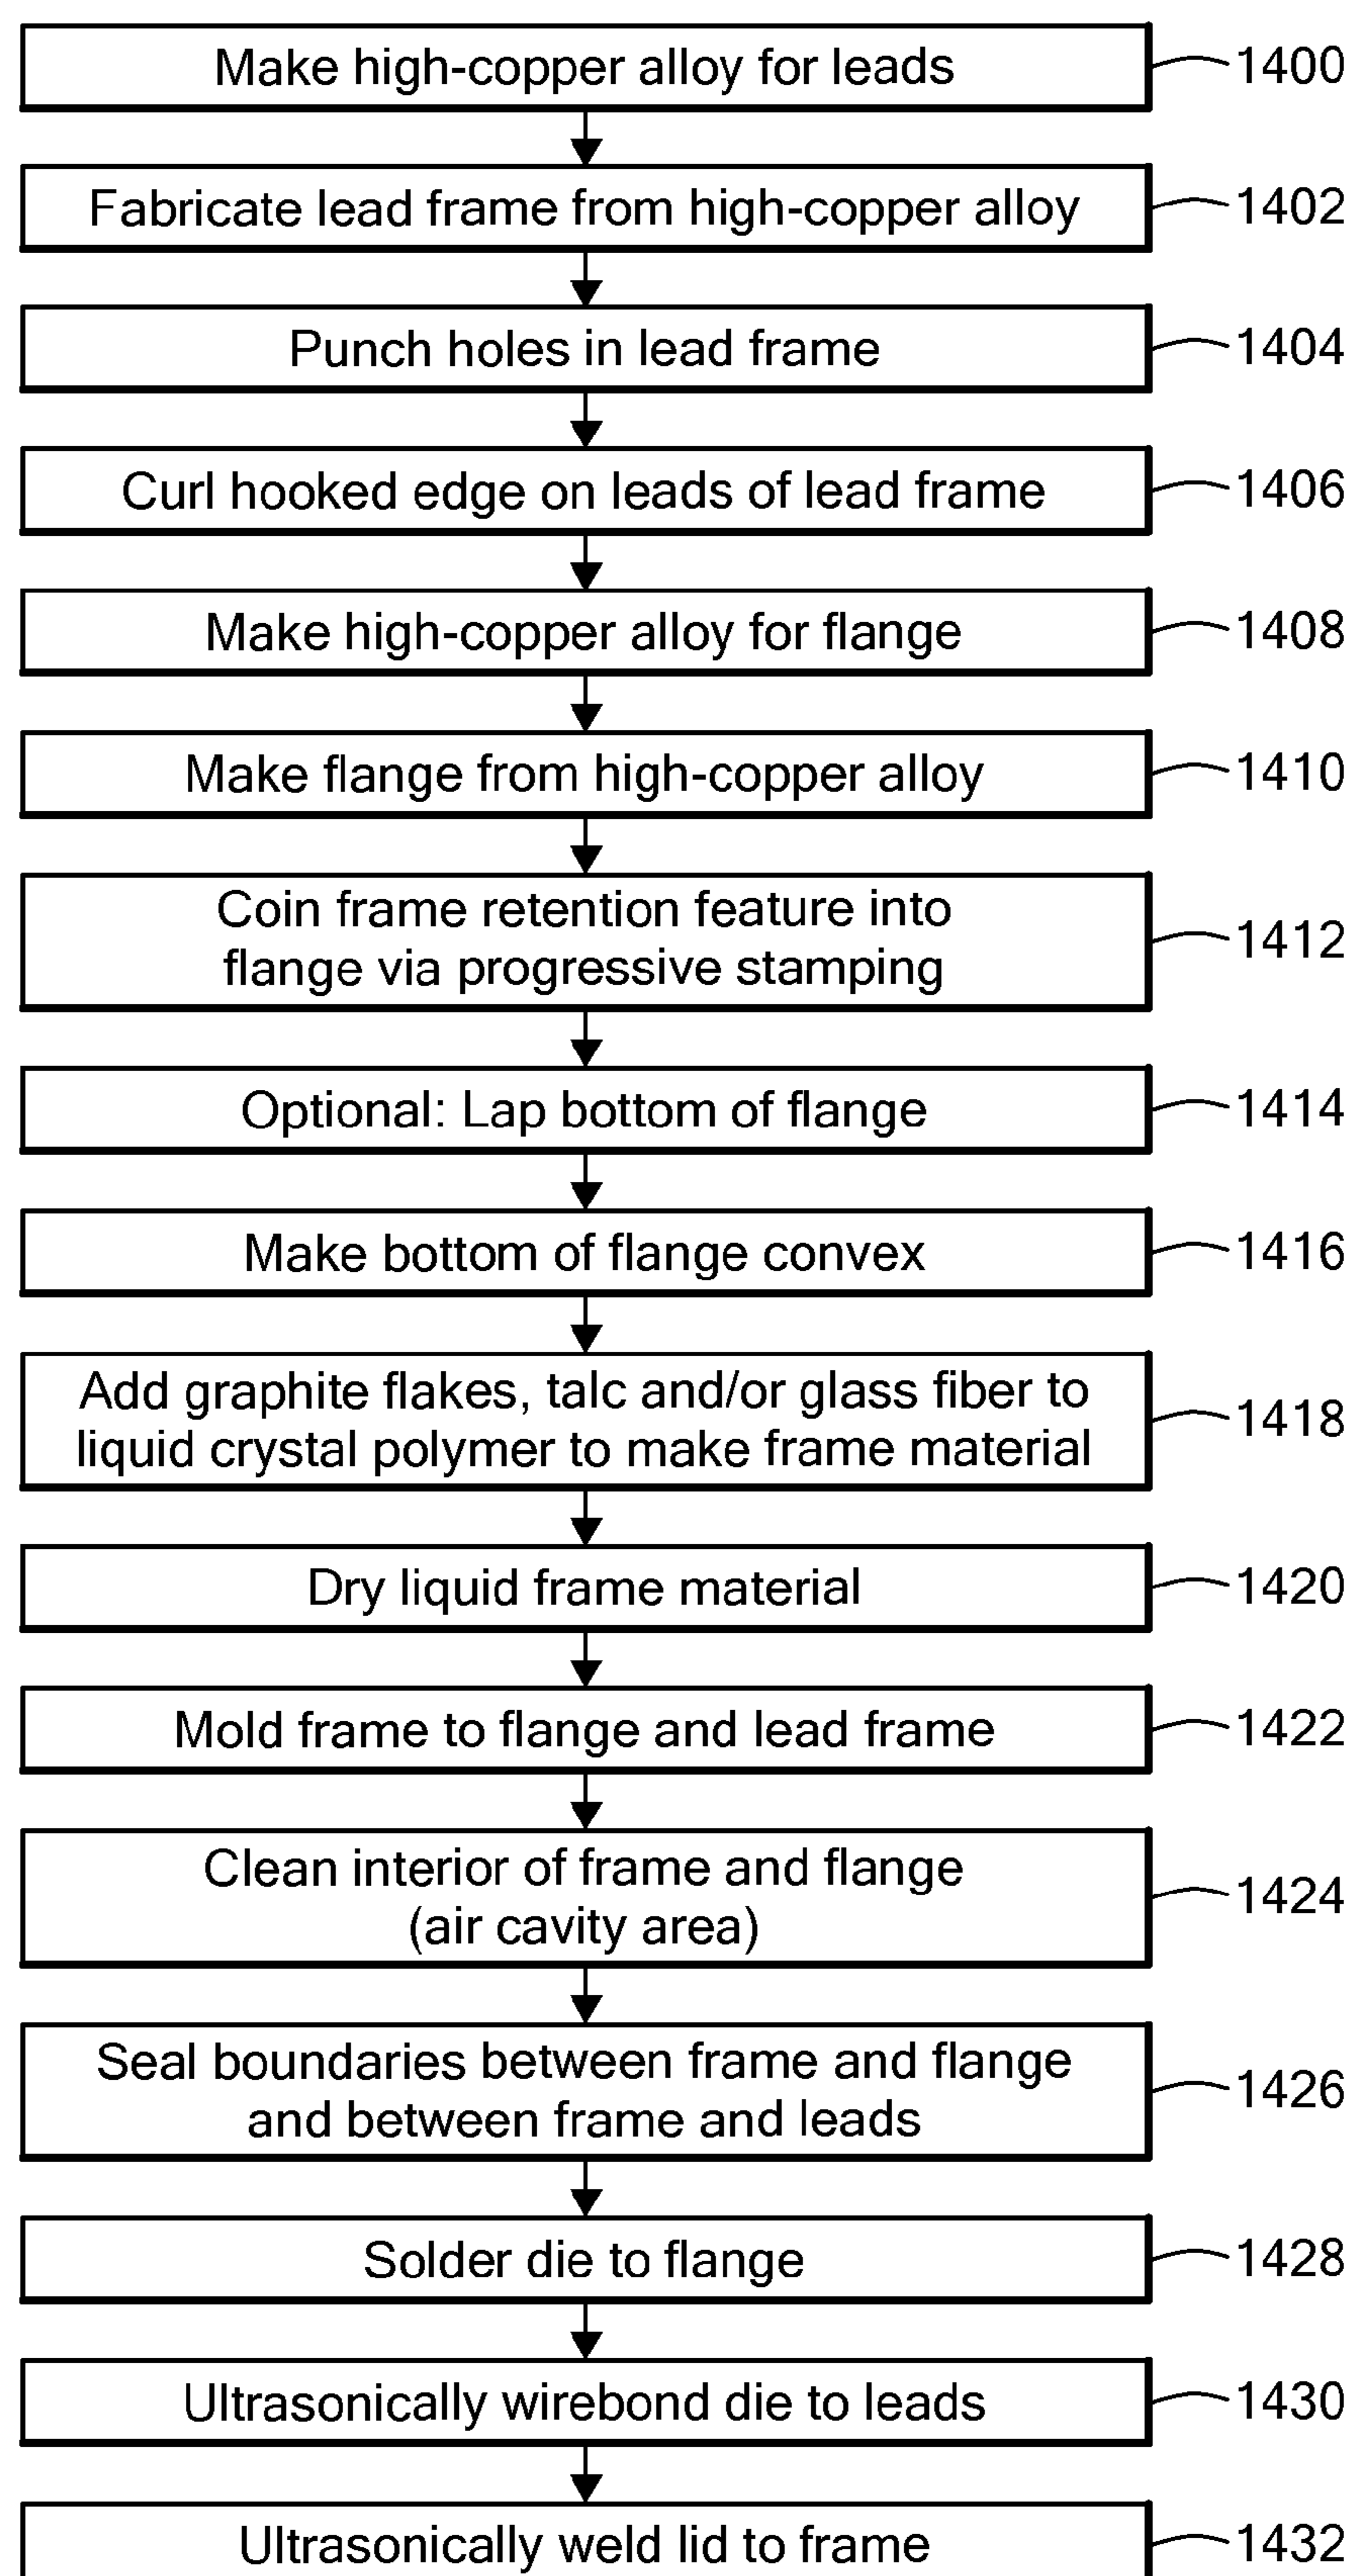 Make high-copper alloy for leads 1400
Fabricate lead frame from high-copper alloy 1402
Punch holes in lead frame 1404
Curl hooked edge on leads of lead frame 1406
Make high-copper alloy for flange 1408
Make flange from high-copper alloy 1410
Coin frame retention feature into
flange via progressive stamping 1412
Optional: Lap bottom of flange 1414
Make bottom of flange convex 1416
Add graphite flakes, talc and/or glass fiber to
liquid crystal polymer to make frame material 1418
Dry liquid frame material 1420
Mold frame to flange and lead frame 1422
Clean interior of frame and flange
(air cavity area) 1424
Seal boundaries between frame and flange
and between frame and leads 1426
Solder die to flange 1428
Ultrasonically wirebond die to leads 1430
Ultrasonically weld lid to frame 1432